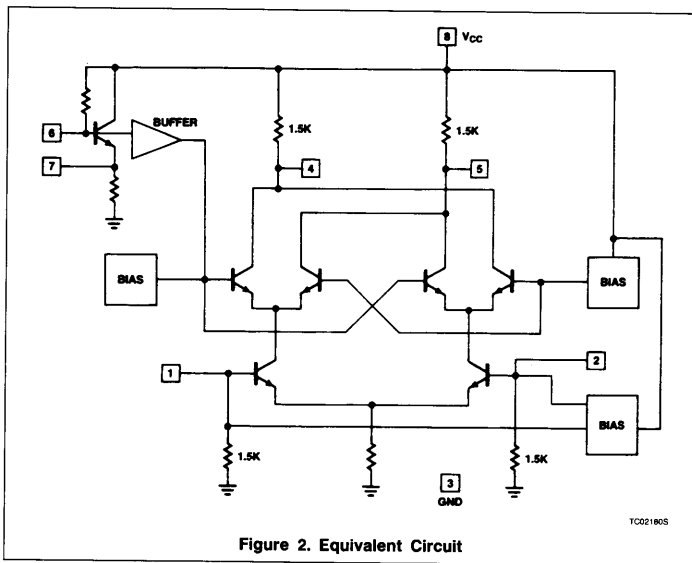 8 VCC
BUFFER
6
7
1.5K
1.5K
4
5
BIAS
BIAS
1
2
BIAS
1.5K
1.5K
3
GND
TC02180S
Figure 2. Equivalent Circuit